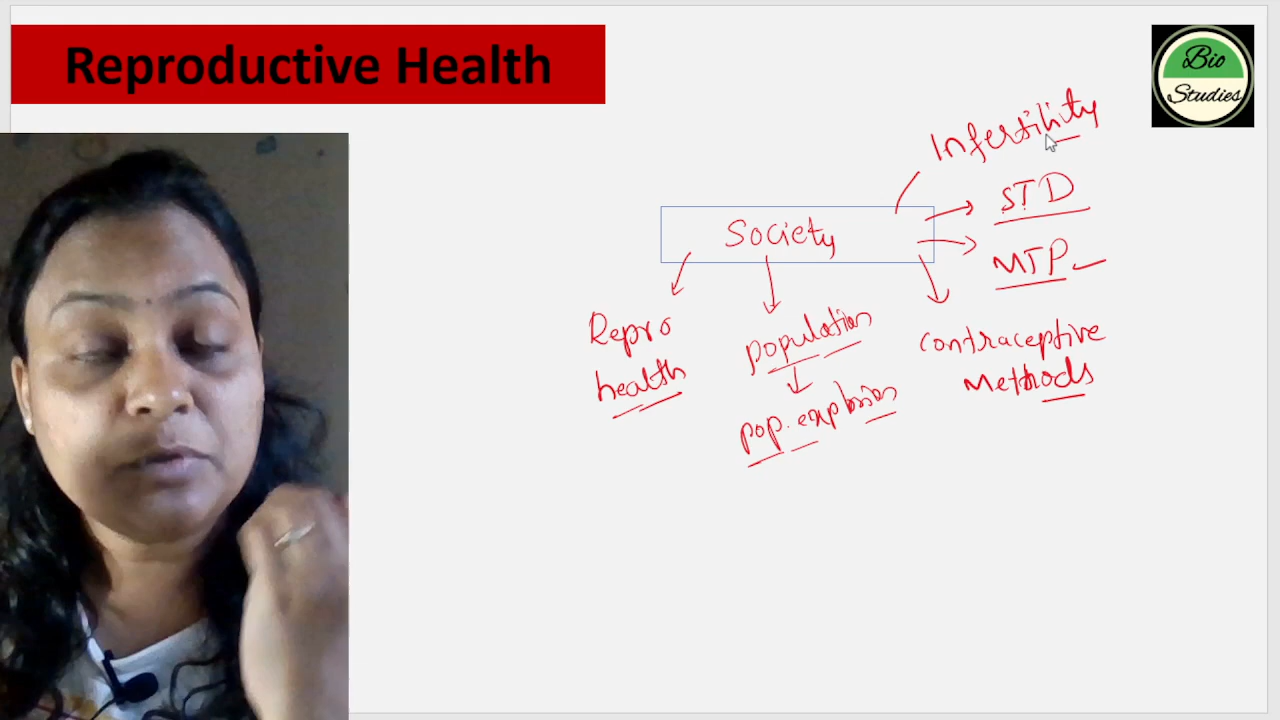 Reproductive Health
Bio
Studies
Infertility
STD
Society
MTP
Repro
health
population
pop. explosion
contraceptive
Methods